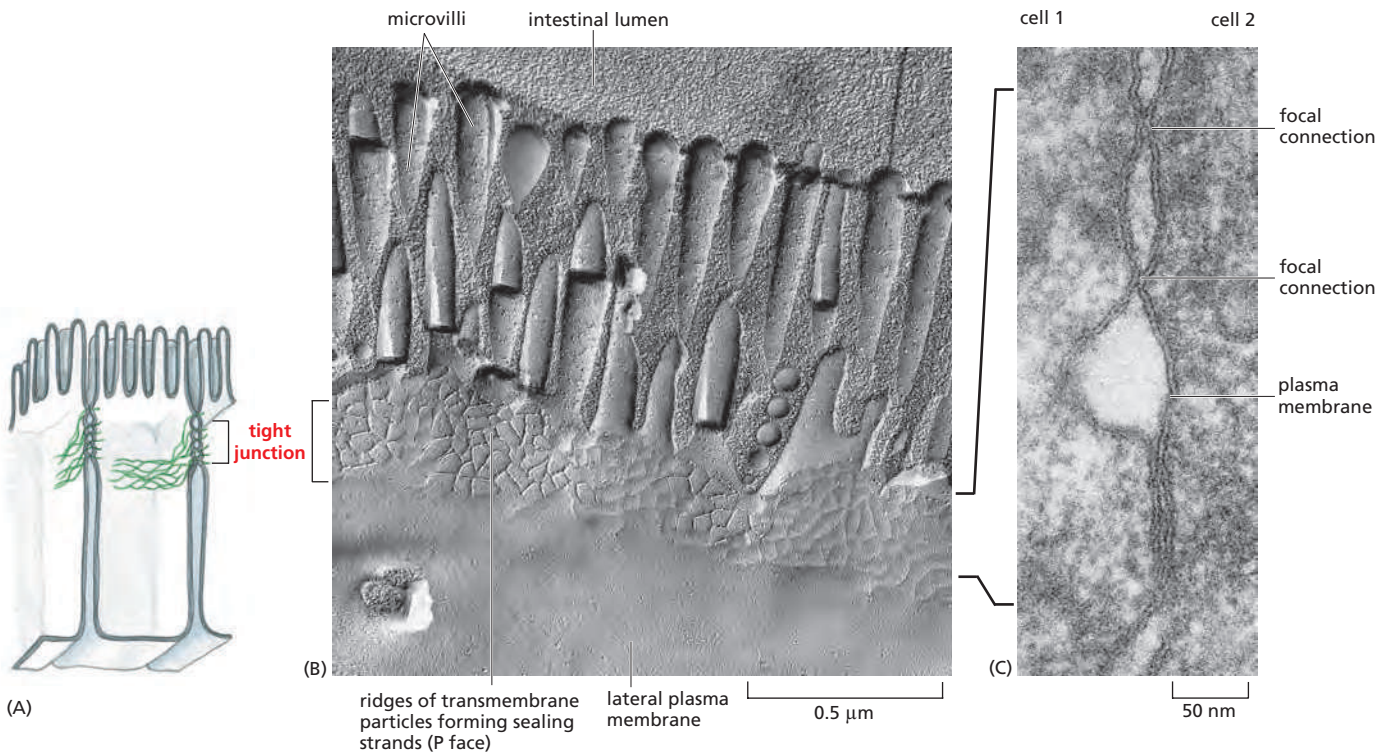 microvilli
intestinal lumen
cell 1
cell 2
focal
connection
focal
connection
plasma
membrane
tight
junction
(A)
(B)
(C)
ridges of transmembrane
particles forming sealing
strands (P face)
lateral plasma
membrane
0.5 μm
50 nm